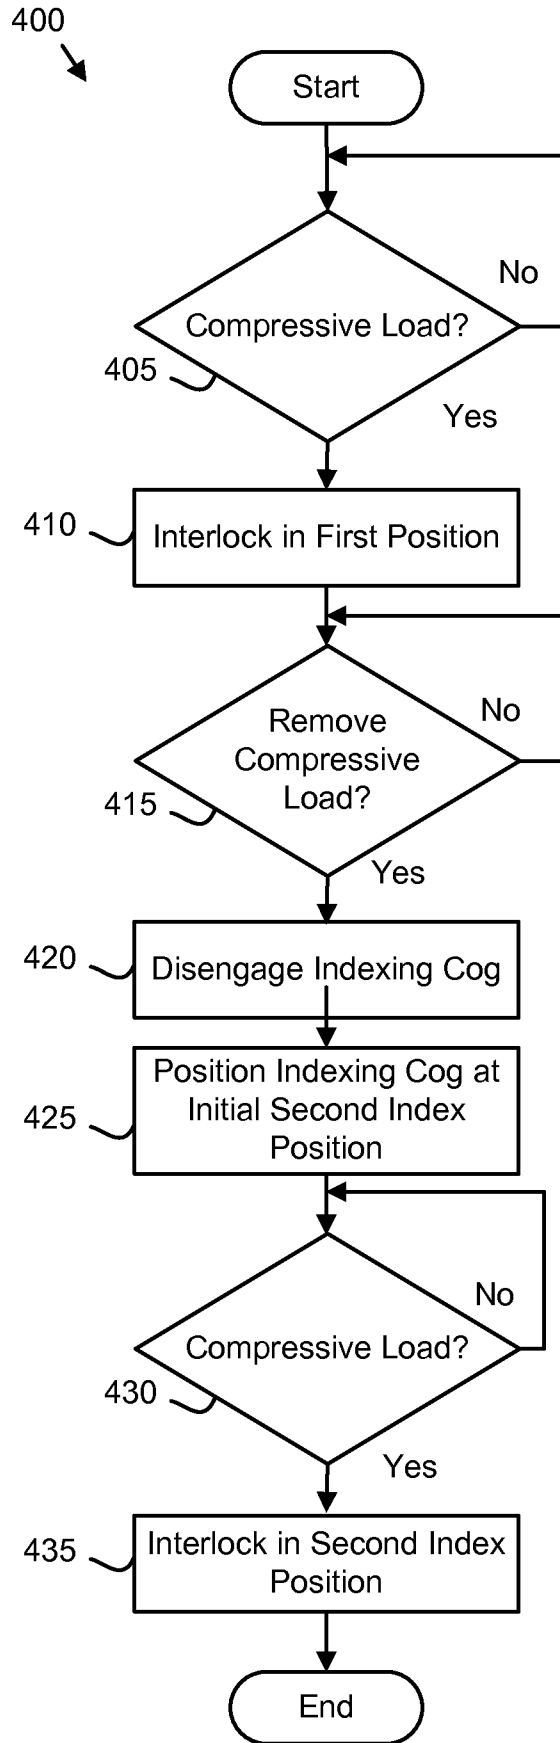 400
Start
No
Compressive Load?
405
Yes
410
Interlock in First Position
No
Remove
Compressive
Load?
415
Yes
420
Disengage Indexing Cog
Position Indexing Cog at
Initial Second Index
Position
425
No
Compressive Load?
430
Yes
435
Interlock in Second Index
Position
End